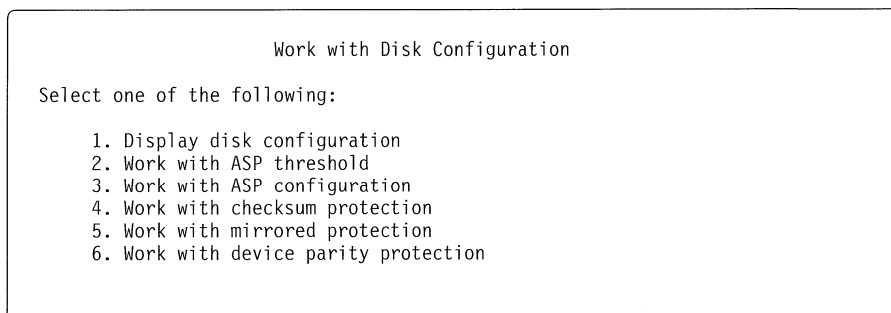 Work with Disk Configuration
Select one of the following:
1. Display disk configuration
2. Work with ASP threshold
3. Work with ASP configuration
4. Work with checksum protection
5. Work with mirrored protection
6. Work with device parity protection